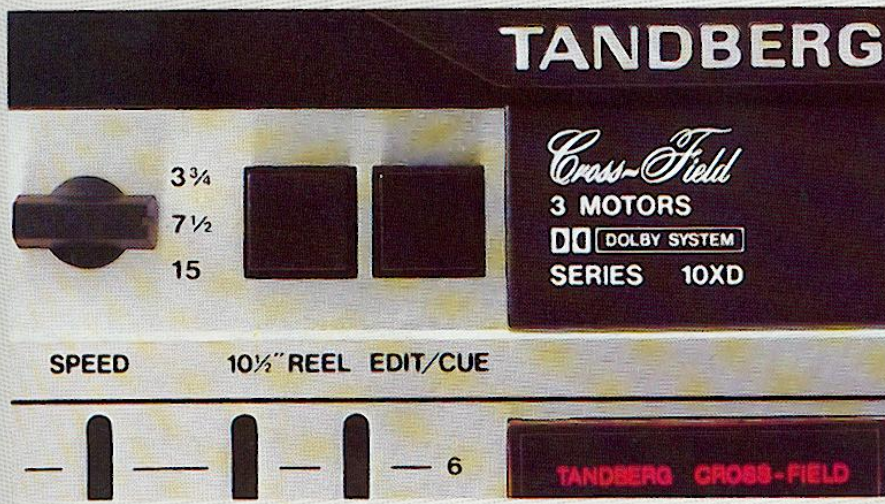 TANDBERG
Cross-Field
3 MOTORS
DOLBY SYSTEM
SERIES 10XD
3¾
7½
15
SPEED
10½" REEL
EDIT/CUE
6
TANDBERG CROSS-FIELD